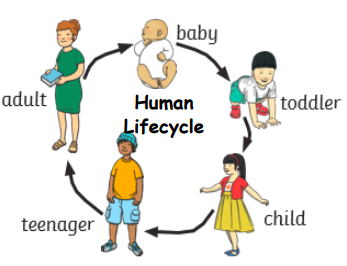 baby
adult
Human
Lifecycle
toddler
child
teenager